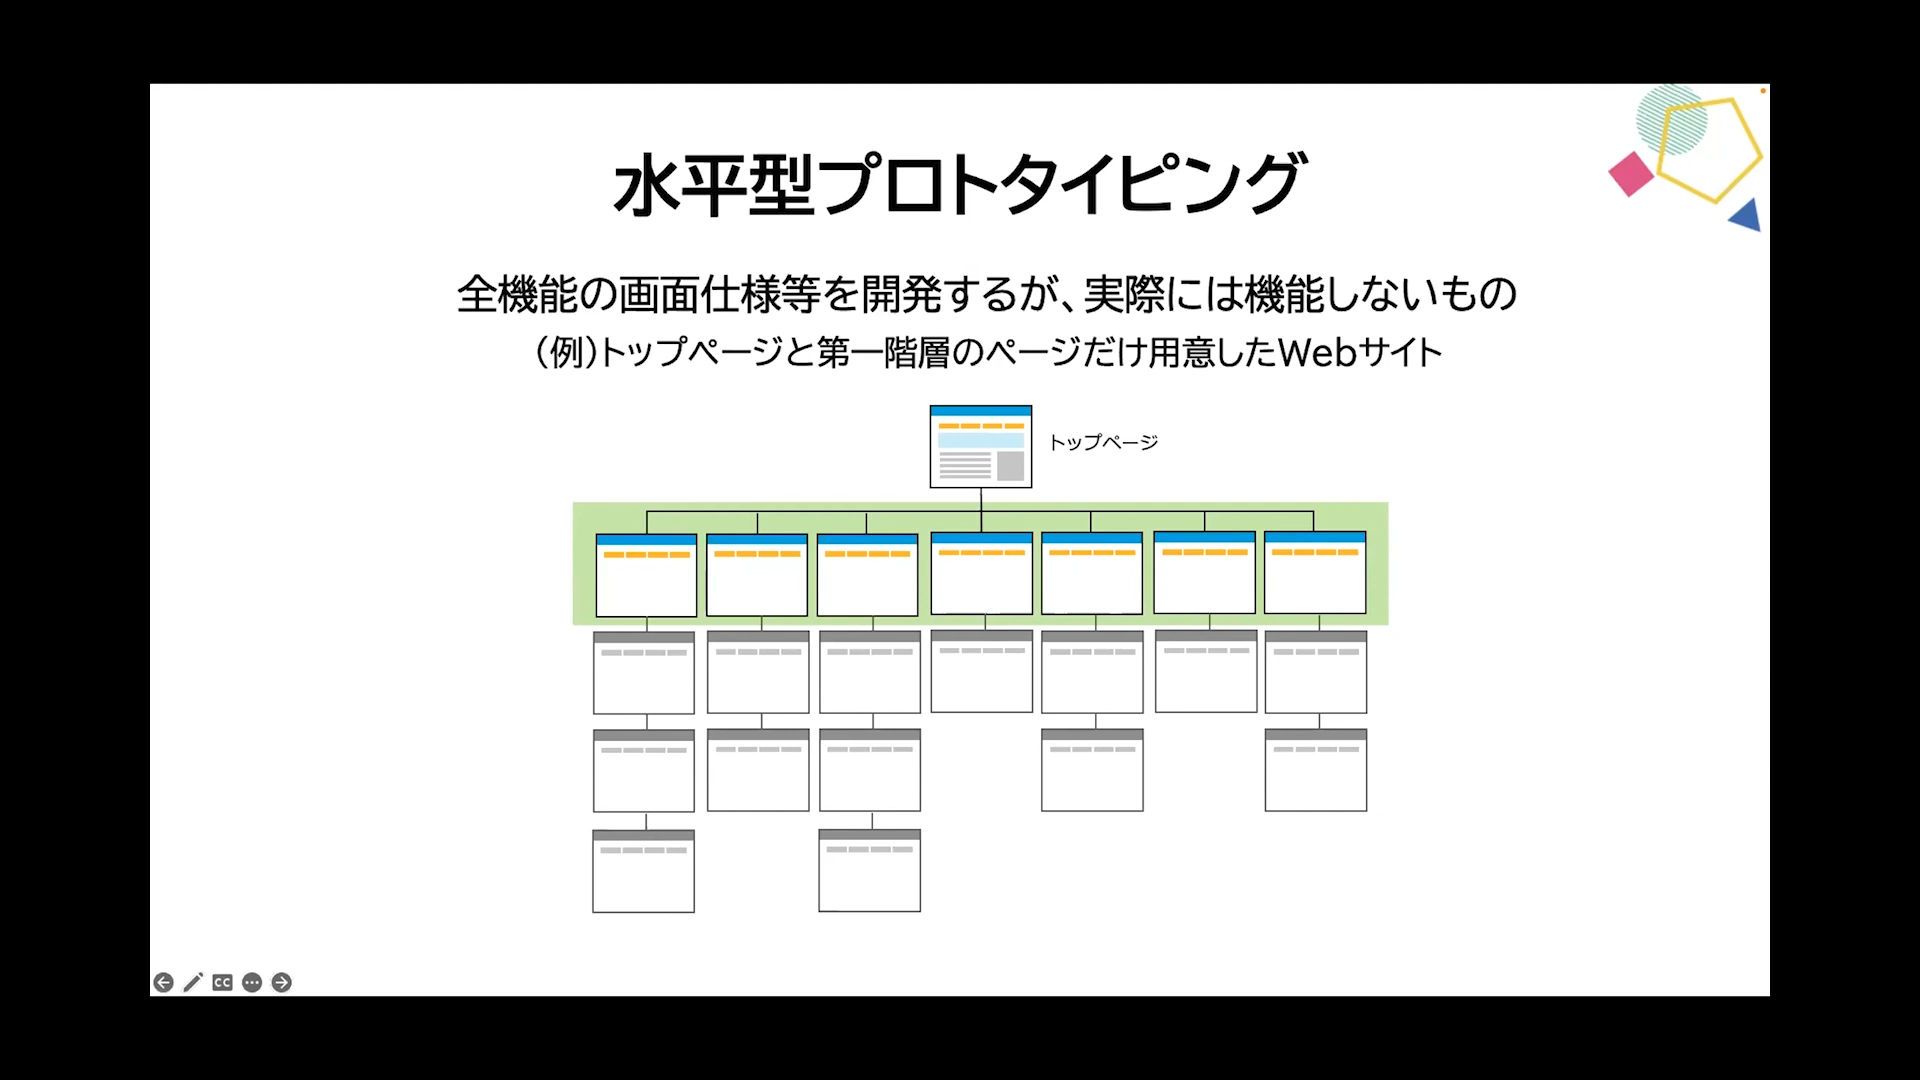 水平型プロトタイピング
全機能の画面仕様等を開発するが、実際には機能しないもの
（例）トップページと第一階層のページだけ用意したWebサイト
トップページ
CC